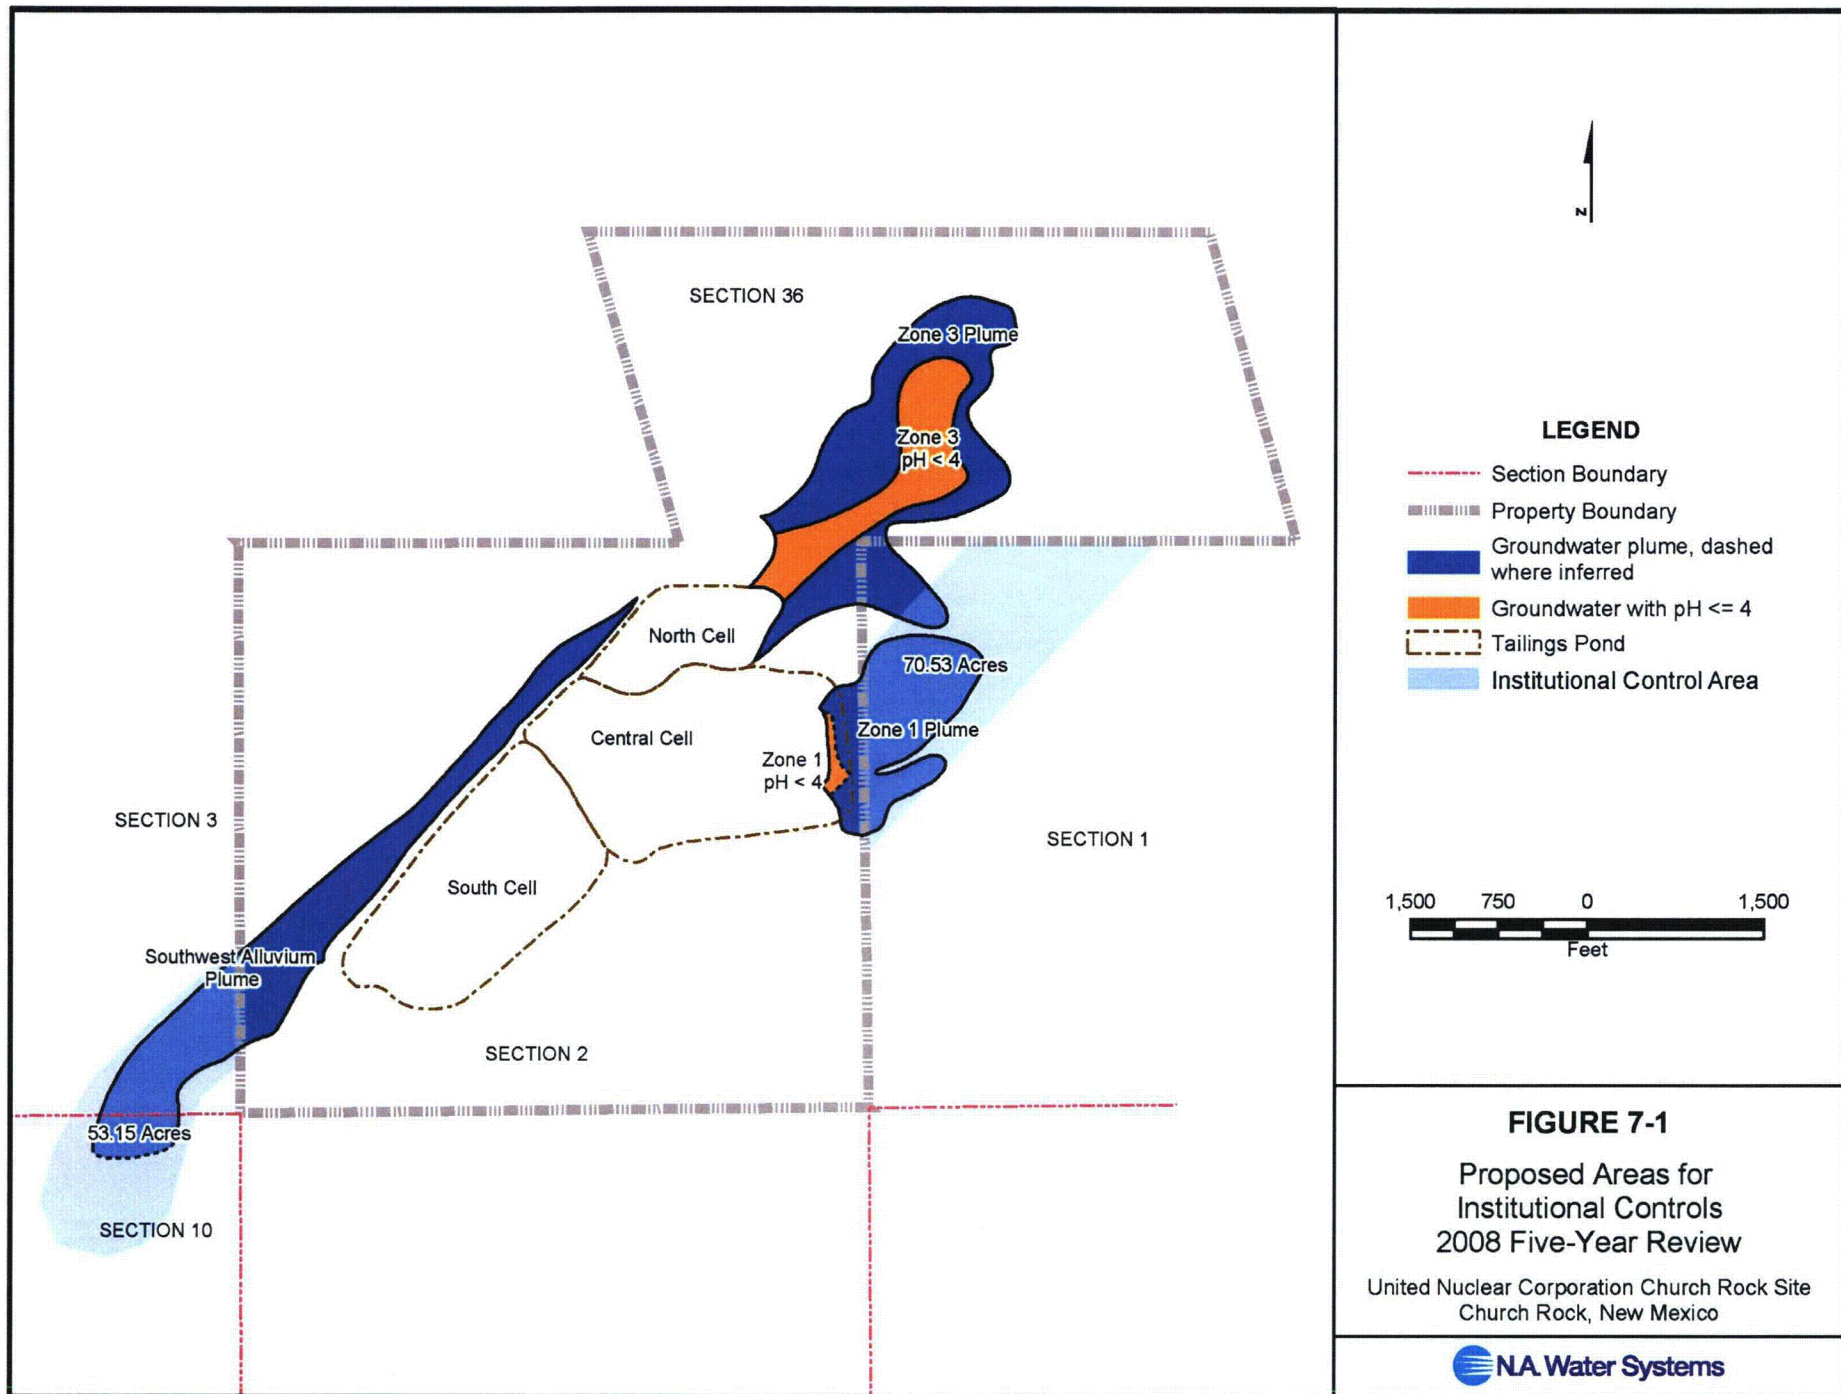 SECTION 36
Zone 3 Plume
Zone 3
pH < 4
North Cell
70.53 Acres
Central Cell
Zone 1 Plume
Zone 1
pH < 4
SECTION 3
SECTION 1
South Cell
Southwest Alluvium
Plume
SECTION 2
53.15 Acres
SECTION 10
N
LEGEND
Section Boundary
Property Boundary
Groundwater plume, dashed
where inferred
Groundwater with pH <= 4
Tailings Pond
Institutional Control Area
1,500 750 0 1,500
Feet
FIGURE 7-1
Proposed Areas for
Institutional Controls
2008 Five-Year Review
United Nuclear Corporation Church Rock Site
Church Rock, New Mexico
N.A. Water Systems